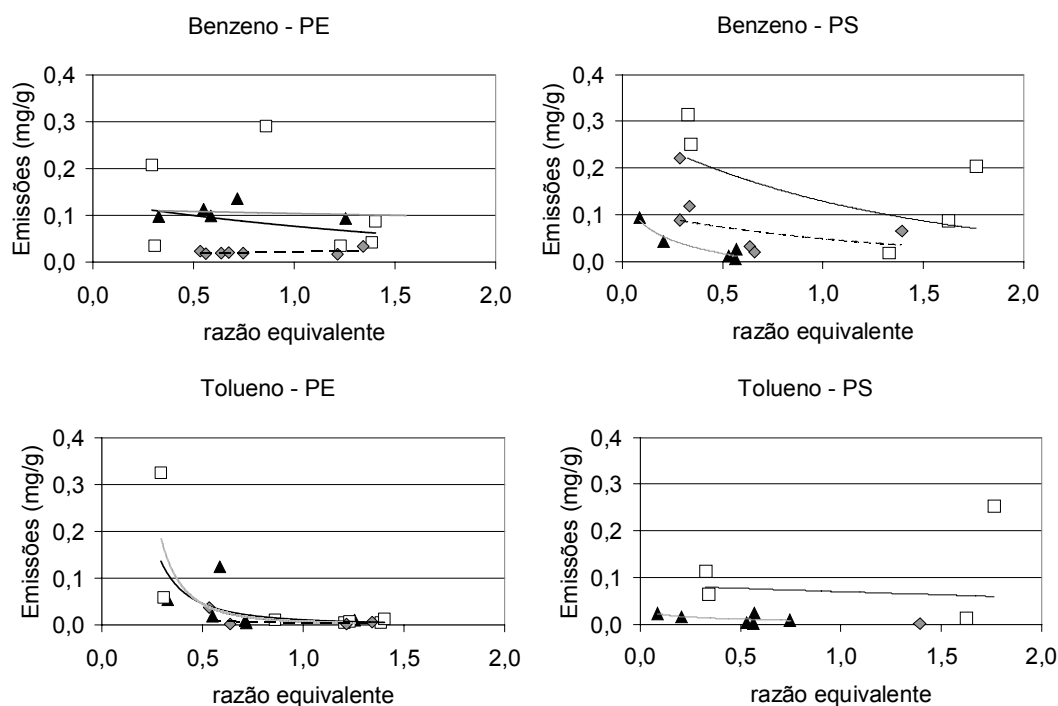 Benzeno - PE
Emissões (mg/g)
0,4
0,3
0,2
0,1
0,0
0,0 0,5 1,0 1,5 2,0
razão equivalente
Benzeno - PS
Emissões (mg/g)
0,4
0,3
0,2
0,1
0,0
0,0 0,5 1,0 1,5 2,0
razão equivalente
Tolueno - PE
Emissões (mg/g)
0,4
0,3
0,2
0,1
0,0
0,0 0,5 1,0 1,5 2,0
razão equivalente
Tolueno - PS
Emissões (mg/g)
0,4
0,3
0,2
0,1
0,0
0,0 0,5 1,0 1,5 2,0
razão equivalente